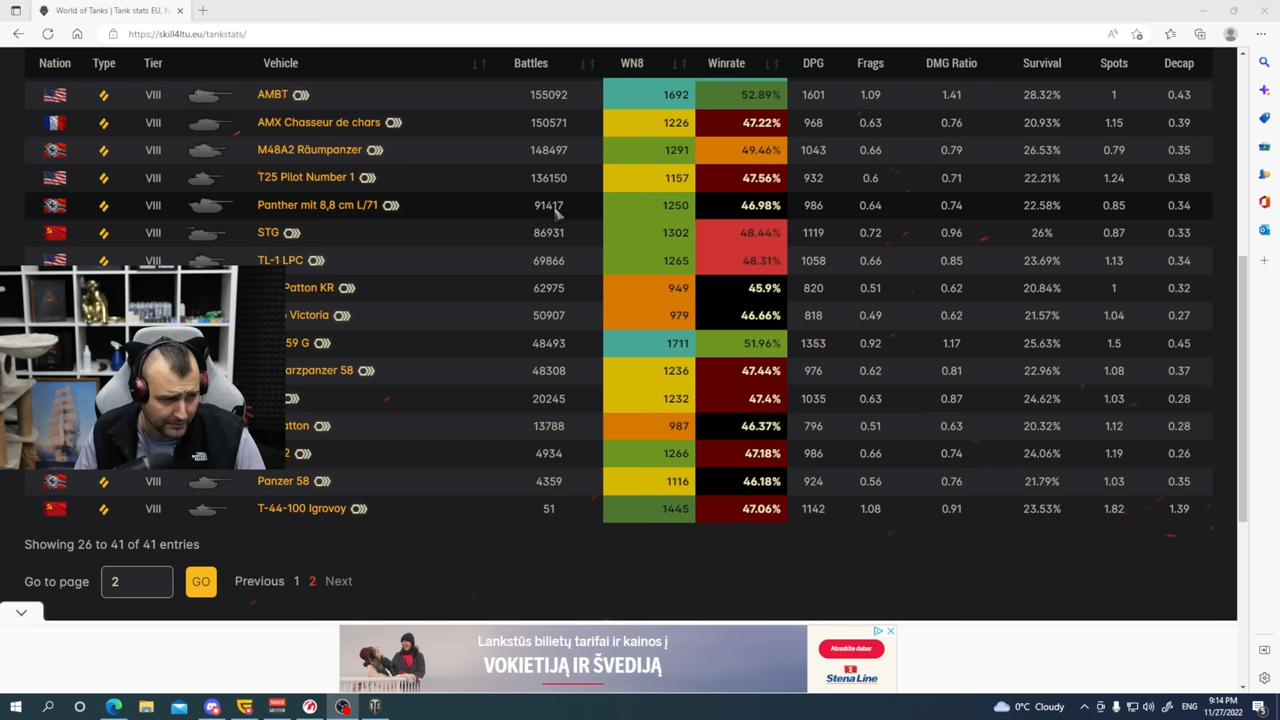 World of Tanks | Tank stats EU, N
https://skill4ltu.eu/tankstats/
Nation Type Tier Vehicle Battles WN8 Winrate DPG Frags DMG Ratio Survival Spots Decap
VIII AMBT 155092 1692 52.89% 1601 1.09 1.41 28.32% 1 0.43
VIII AMX Chasseur de chars 150571 1226 47.22% 968 0.63 0.76 20.93% 1.15 0.39
VIII M48A2 Räumpanzer 148497 1291 49.46% 1043 0.66 0.79 26.53% 0.79 0.35
VIII T25 Pilot Number 1 136150 1157 47.56% 932 0.6 0.71 22.21% 1.24 0.38
VIII Panther mit 8,8 cm L/71 91417 1250 46.98% 986 0.64 0.74 22.58% 0.85 0.34
VIII STG 86931 1302 48.44% 1119 0.72 0.96 26% 0.87 0.33
VIII TL-1 LPC 69866 1265 48.31% 1058 0.66 0.85 23.69% 1.13 0.34
Patton KR 62975 949 45.9% 820 0.51 0.62 20.84% 1 0.32
Victoria 50907 979 46.66% 818 0.49 0.62 21.57% 1.04 0.27
59 G 48493 1711 51.96% 1353 0.92 1.17 25.63% 1.5 0.43
arzpanzer 58 48308 1236 47.44% 976 0.62 0.81 22.96% 1.08 0.32
20245 1232 47.4% 1035 0.63 0.87 24.62% 1.03 0.28
atton 13788 987 46.37% 796 0.51 0.63 20.32% 1.12 0.28
2 4934 1266 47.18% 986 0.66 0.74 24.06% 1.19 0.28
VIII Panzer 58 4359 1116 46.18% 924 0.56 0.76 21.79% 1.03 0.32
VIII T-44-100 Igrovoy 51 1445 47.06% 1142 1.08 0.91 23.53% 1.82 1.39
Showing 26 to 41 of 41 entries
Go to page 2 GO Previous 1 2 Next
Lankstūs bilietų tarifai ir kainos į
VOKIETIJĄ IR ŠVEDIJĄ
Atraskite dabar
Stena Line
0°C Cloudy
ENG
9:14 PM
11/27/2022